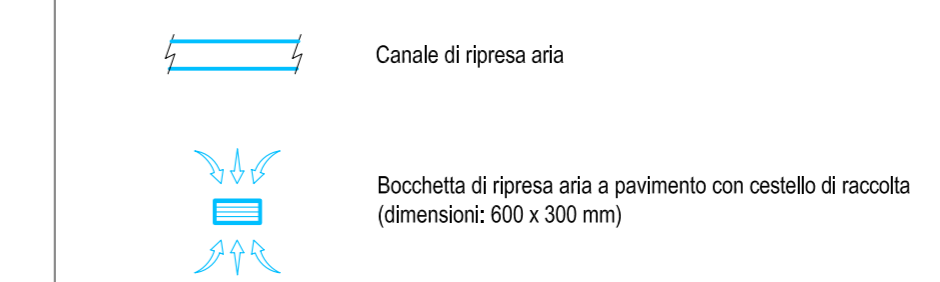 Canale di ripresa aria
Bocchetta di ripresa aria a pavimento con cestello di raccolta
(dimensioni: 600 x 300 mm)